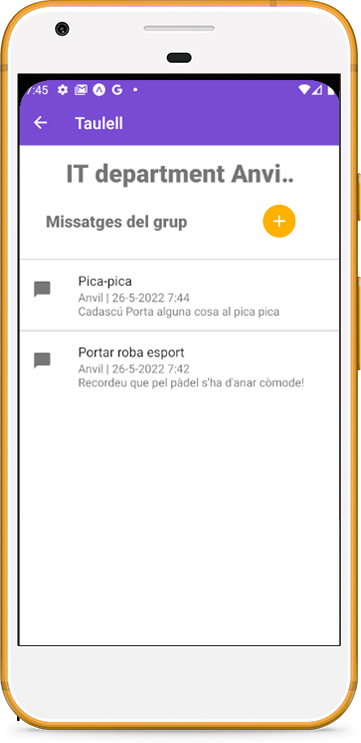 7:45
Taulell
IT department Anvi..
Missatges del grup
Pica-pica
Anvil | 26-5-2022 7:44
Cadascú Porta alguna cosa al pica pica
Portar roba esport
Anvil | 26-5-2022 7:42
Recordeu que pel pàdel s'ha d'anar còmode!